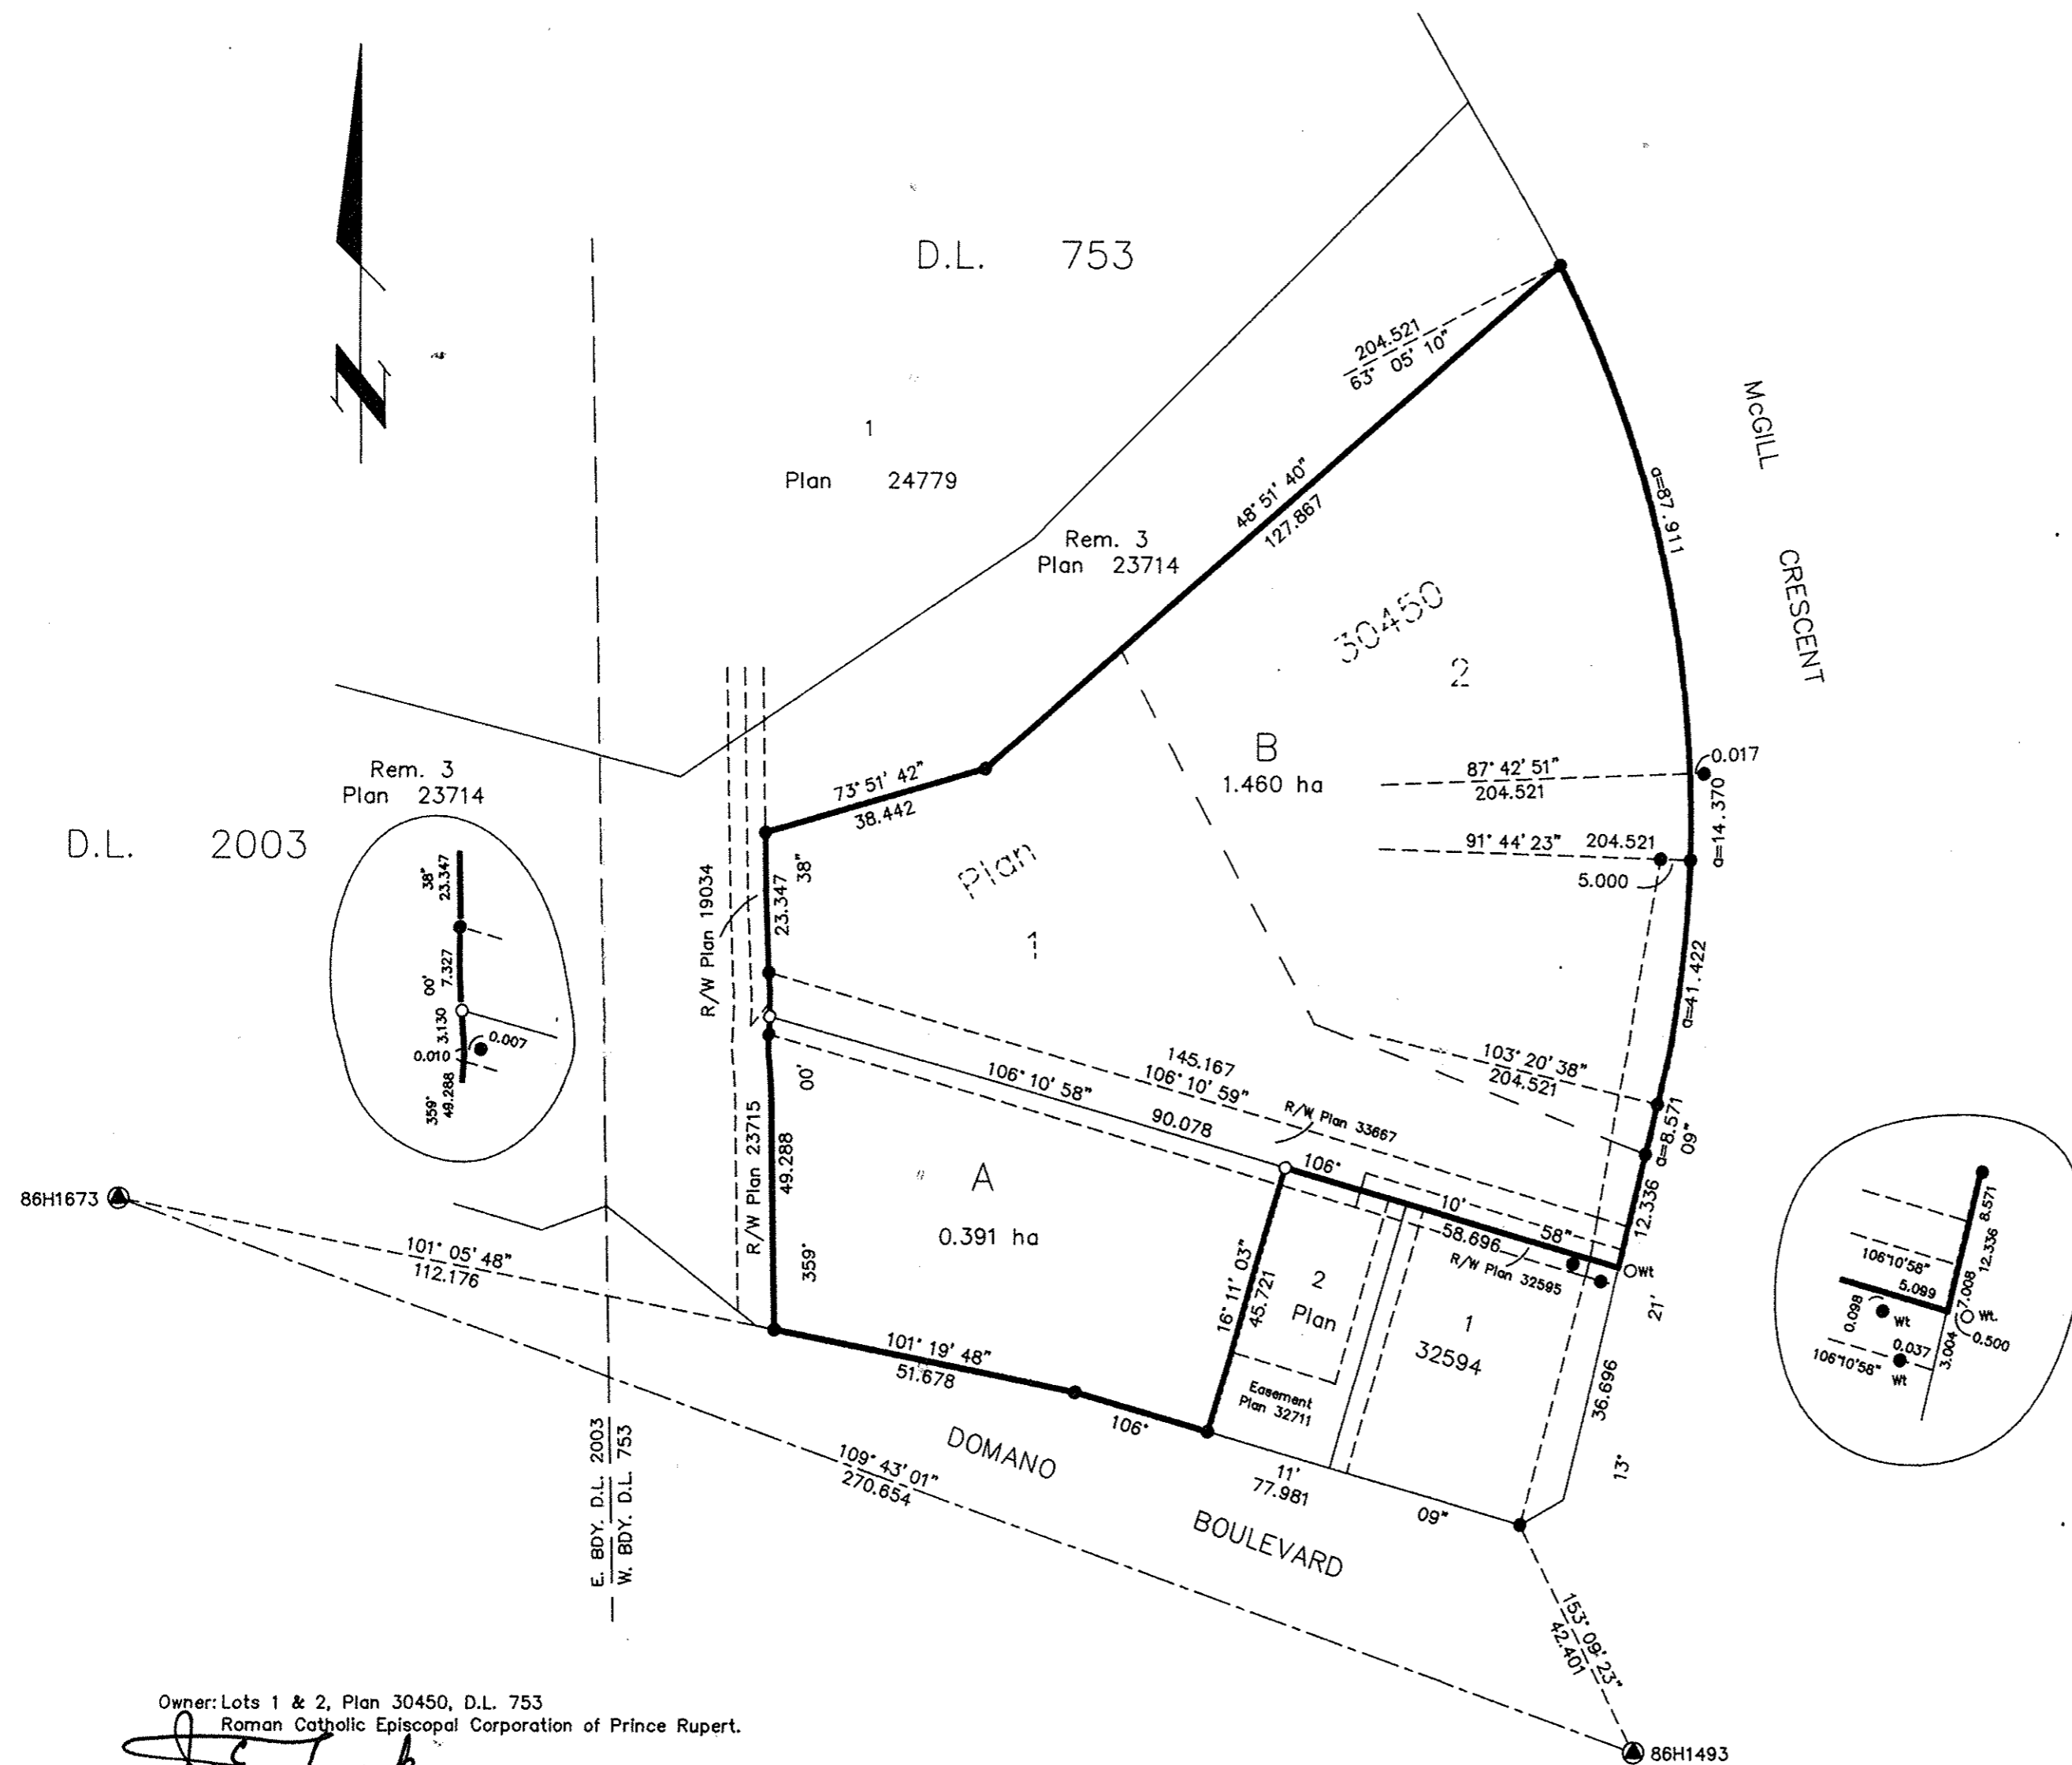 D.L. 753
204.521
63° 05' 10"
McGILL
CRESCENT
1
Plan 24779
a=87.911
48° 51' 40"
127.867
Rem. 3
Plan 23714
30450
2
B
1.460 ha
87° 42' 51"
204.521
0.017
a=14.370
91° 44' 23" 204.521
5.000
Rem. 3
Plan 23714
D.L. 2003
38"
23.347
00'
7.327
3.130
0.007
0.010
359°
49.288
73° 51' 42"
38.442
38"
23.347
R/W Plan 19034
Plan
1
a=41.422
103° 20' 38"
204.521
a=8.571
09"
145.167
106° 10' 59"
106° 10' 58"
90.078
R/W Plan 33667
00'
R/W Plan 23715
49.288
359°
A
0.391 ha
106°
10'
58"
58.696
R/W Plan 32595
12.336
Wt
21'
36.696
13°
16° 11' 03"
45.721
2
Plan
1
32594
Easement
Plan 32711
8.571
12.336
106°10'58"
5.099
7.008
0.098
Wt
Wt.
0.500
0.037
3.004
106°10'58"
Wt
86H1673
101° 05' 48"
112.176
101° 19' 48"
51.678
106°
11'
77.981
09"
DOMANO
BOULEVARD
109° 43' 01"
270.654
E. BDY. D.L. 2003
W. BDY. D.L. 753
153° 09' 23"
42.401
86H1493
Owner: Lots 1 & 2, Plan 30450, D.L. 753
Roman Catholic Episcopal Corporation of Prince Rupert.